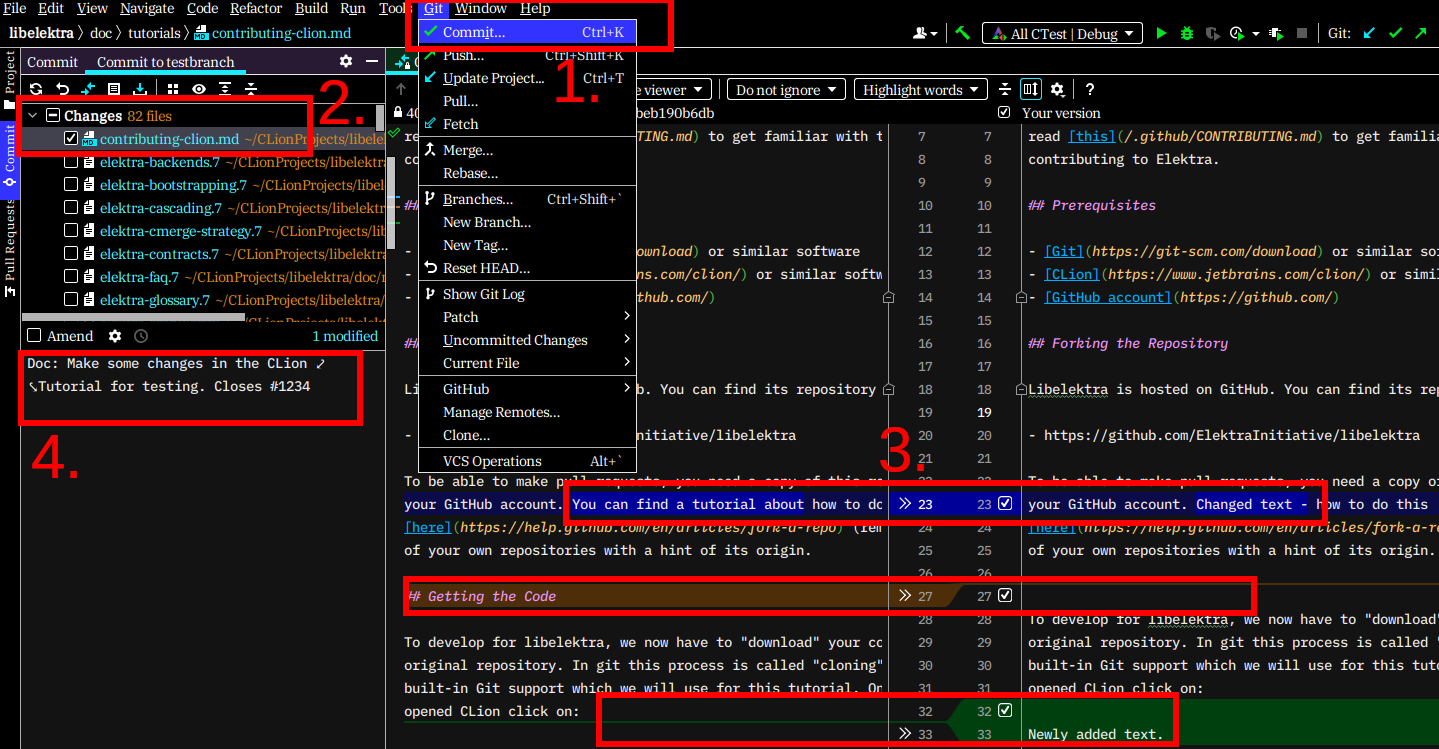 File Edit View Navigate Code Refactor Build Run Tools Git Window Help
libelektra doc tutorials contributing-clion.md
All CTest | Debug
Git:
Project
Commit
Pull Requests
Commit Commit to testbranch
Changes 82 files
contributing-clion.md ~/CLionProjects/libele
elektra-backends.7 ~/CLionProjects/libelektra
elektra-bootstrapping.7 ~/CLionProjects/libel
elektra-cascading.7 ~/CLionProjects/libelektr
elektra-cmerge-strategy.7 ~/CLionProjects/lib
elektra-contracts.7 ~/CLionProjects/libelektra
elektra-faq.7 ~/CLionProjects/libelektra/doc/
elektra-glossary.7 ~/CLionProjects/libelektra/
Amend
1 modified
Doc: Make some changes in the CLion
Tutorial for testing. Closes #1234
1.
2.
3.
4.
Commit... Ctrl+K
Push... Ctrl+Shift+K
Update Project... Ctrl+T
Pull...
Fetch
Merge...
Rebase...
Branches... Ctrl+Shift+`
New Branch...
New Tag...
Reset HEAD...
Show Git Log
Patch
Uncommitted Changes
Current File
GitHub
Manage Remotes...
Clone...
VCS Operations Alt+`
viewer
Do not ignore
Highlight words
?
eb190b6db
Your version
TING.md) to get familiar with t
ownload) or similar software
ins.com/clion/) or similar softw
thub.com/)
b. You can find its repository
nitiative/libelektra
To be able to make pull requests, you need a copy of this re
your GitHub account. You can find a tutorial about how to do
[here](https://help.github.com/en/articles/fork-a-repo) (rem
of your own repositories with a hint of its origin.
## Getting the Code
To develop for libelektra, we now have to "download" your co
original repository. In git this process is called "cloning"
built-in Git support which we will use for this tutorial. On
opened CLion click on:
7 7 read [this](/.github/CONTRIBUTING.md) to get familia
8 8 contributing to Elektra.
9 9
10 10 ## Prerequisites
11 11
12 12 - [Git](https://git-scm.com/download) or similar sof
13 13 - [CLion](https://www.jetbrains.com/clion/) or simil
14 14 - [GitHub account](https://github.com/)
15 15
16 16 ## Forking the Repository
17 17
18 18 Libelektra is hosted on GitHub. You can find its rep
19 19
20 20 - https://github.com/ElektraInitiative/libelektra
21 21
22 22 To be able to make pull requests, you need a copy o
23 23 your GitHub account. Changed text - how to do this
24 24 [here](https://help.github.com/en/articles/fork-a-re
25 25 of your own repositories with a hint of its origin.
26 26
27 27
28 28 To develop for libelektra, we now have to "download"
29 29 original repository. In git this process is called "
30 30 built-in Git support which we will use for this tuto
31 31 opened CLion click on:
32 32
33 33 Newly added text.